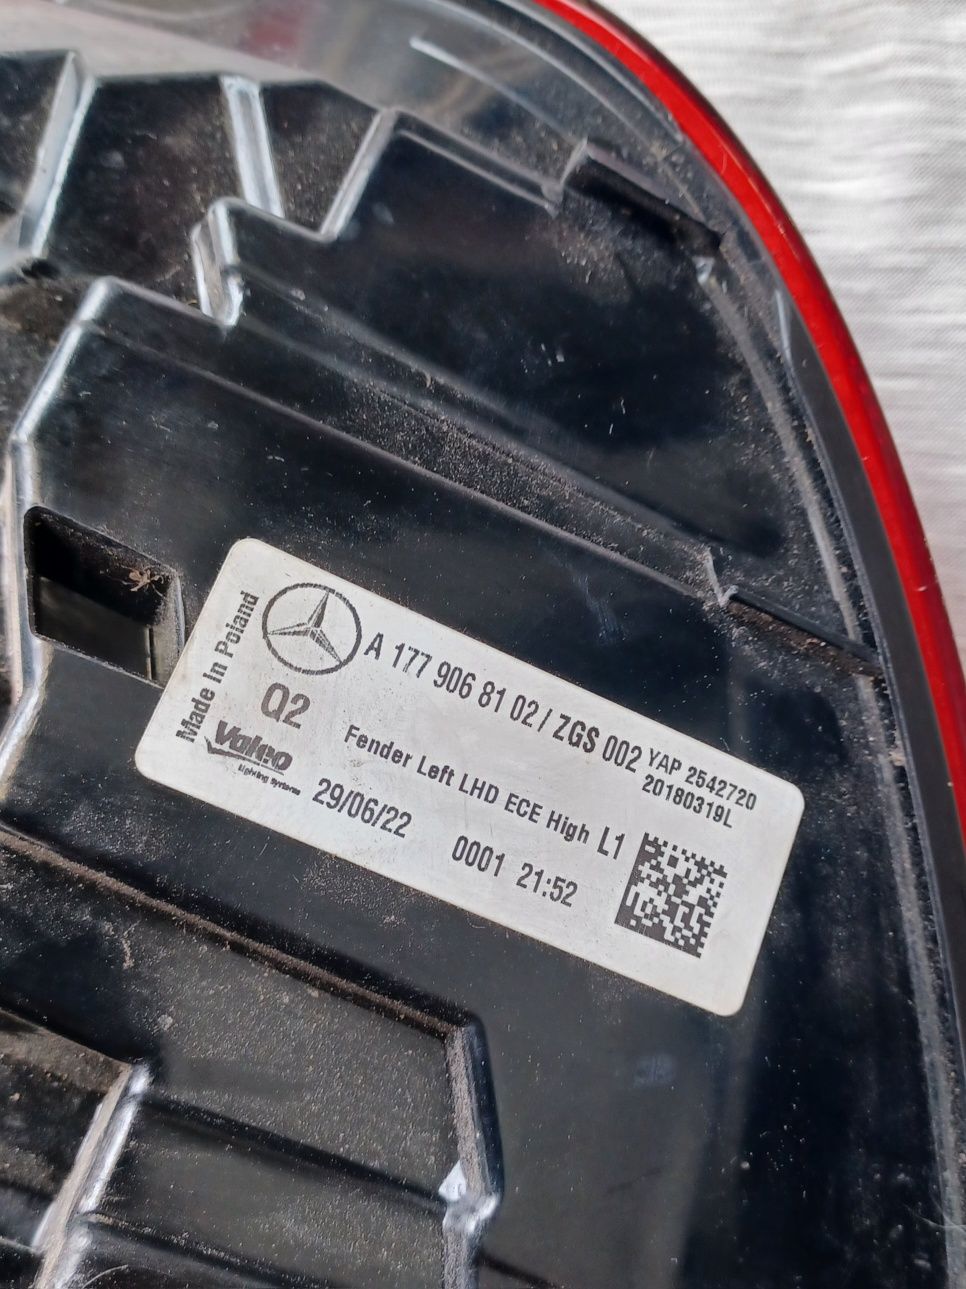 Made in Poland
A 177 906 81 02 / ZGS 002 YAP 2542720
20180319L
Q2
Fender Left LHD ECE High L1
Valeo
lighting systems
29/06/22 0001 21:52